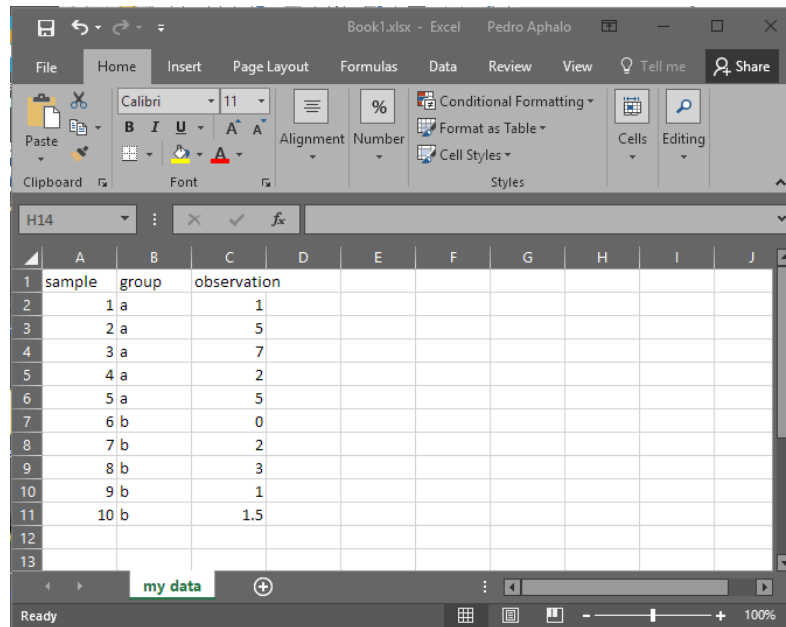 Book1.xlsx - Excel Pedro Aphalo
File Home Insert Page Layout Formulas Data Review View Tell me Share
Paste
Clipboard
Calibri 11
B I U A A
A
Font
Alignment
%
Number
Conditional Formatting
Format as Table
Cell Styles
Styles
Cells
Editing
H14 fx
A B C D E F G H I J
1 sample group observation
2 1 a 1
3 2 a 5
4 3 a 7
5 4 a 2
6 5 a 5
7 6 b 0
8 7 b 2
9 8 b 3
10 9 b 1
11 10 b 1.5
12
13
my data
Ready 100%